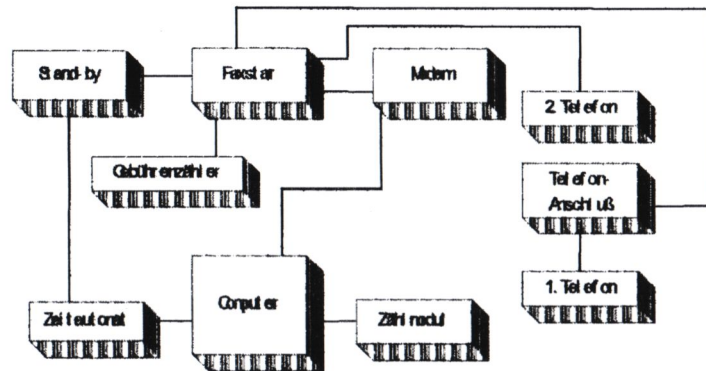 Stand-by
Faxstar
Modem
2. Telefon
Gebührenzähler
Telefon-
Anschluß
1. Telefon
Computer
Zeitautomat
Zählmodul